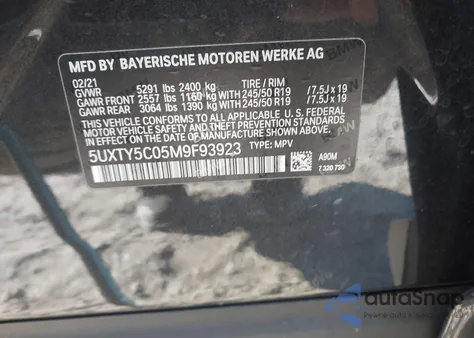 MFD BY BAYERISCHE MOTOREN WERKE AG
02/21
GVWR 5291 lbs 2400 kg TIRE / RIM
GAWR FRONT 2557 lbs 1160 kg WITH 245/50 R19 /7.5J x 19
GAWR REAR 3064 lbs 1390 kg WITH 245/50 R19 /7.5J x 19
THIS VEHICLE CONFORMS TO ALL APPLICABLE U.S. FEDERAL
MOTOR VEHICLE SAFETY, BUMPER, AND THEFT
PREVENTION STANDARDS IN EFFECT ON THE DATE OF
MANUFACTURE SHOWN ABOVE.
5UXTY5C05M9F93923 TYPE: MPV
A90M
7 320 730
BMW
autoSnap